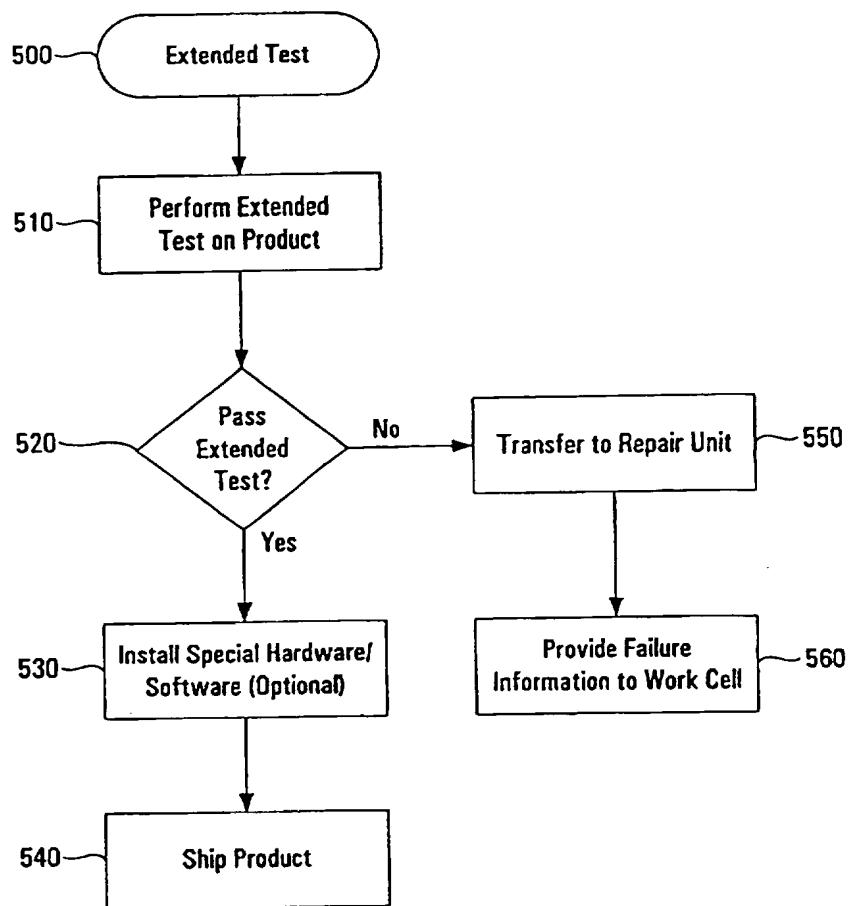 500
Extended Test
510
Perform Extended
Test on Product
520
Pass
Extended
Test?
No
Yes
Transfer to Repair Unit
550
530
Install Special Hardware/
Software (Optional)
Provide Failure
Information to Work Cell
560
540
Ship Product